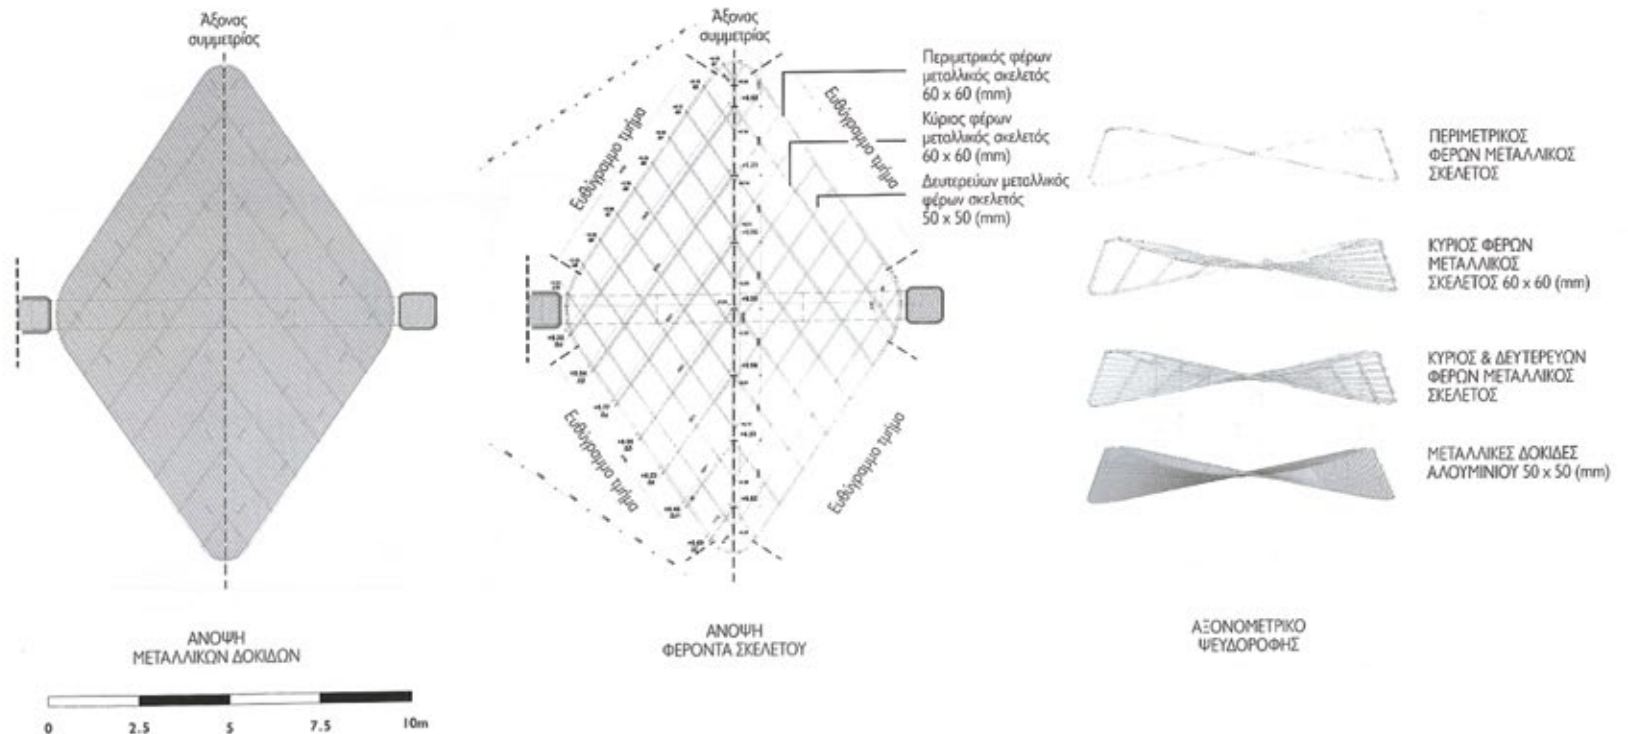 Άξονας
συμμετρίας
ΑΝΟΨΗ
ΜΕΤΑΛΛΙΚΩΝ ΔΟΚΙΔΩΝ
0 2.5 5 7.5 10m
Άξονας
συμμετρίας
Ευθύγραμμο τμήμα
Ευθύγραμμο τμήμα
Ευθύγραμμο τμήμα
Ευθύγραμμο τμήμα
Περιμετρικός φέρων
μεταλλικός σκελετός
60 x 60 (mm)
Κύριος φέρων
μεταλλικός σκελετός
60 x 60 (mm)
Δευτερεύων μεταλλικός
φέρων σκελετός
50 x 50 (mm)
ΑΝΟΨΗ
ΦΕΡΟΝΤΑ ΣΚΕΛΕΤΟΥ
ΠΕΡΙΜΕΤΡΙΚΟΣ
ΦΕΡΩΝ ΜΕΤΑΛΛΙΚΟΣ
ΣΚΕΛΕΤΟΣ
ΚΥΡΙΟΣ ΦΕΡΩΝ
ΜΕΤΑΛΛΙΚΟΣ
ΣΚΕΛΕΤΟΣ 60 x 60 (mm)
ΚΥΡΙΟΣ & ΔΕΥΤΕΡΕΥΩΝ
ΦΕΡΩΝ ΜΕΤΑΛΛΙΚΟΣ
ΣΚΕΛΕΤΟΣ
ΜΕΤΑΛΛΙΚΕΣ ΔΟΚΙΔΕΣ
ΑΛΟΥΜΙΝΙΟΥ 50 x 50 (mm)
ΑΞΟΝΟΜΕΤΡΙΚΟ
ΨΕΥΔΟΡΟΦΗΣ